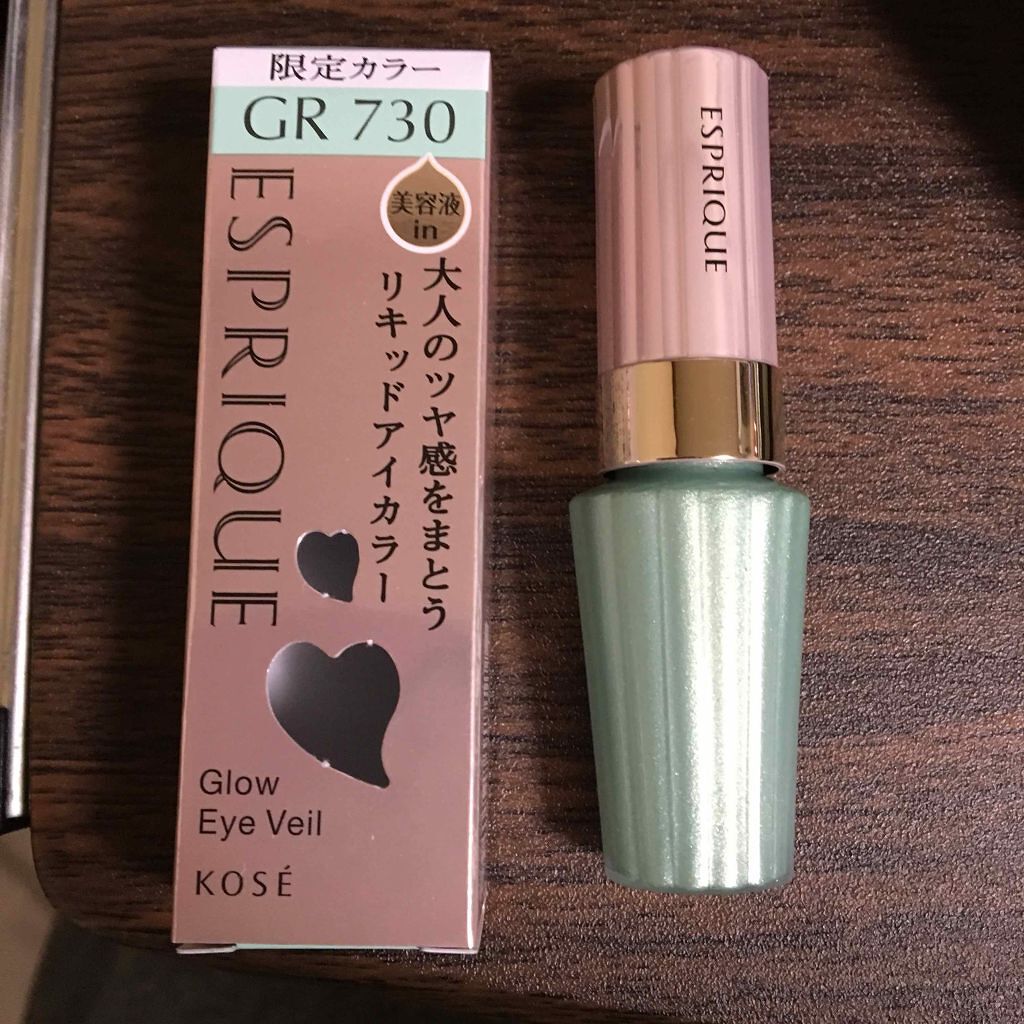 限定カラー
GR 730
ESPRIQUE
美容液
in
大人のツヤ感をまとう
リキッドアイカラー
Glow
Eye Veil
KOSÉ
ESPRIQUE